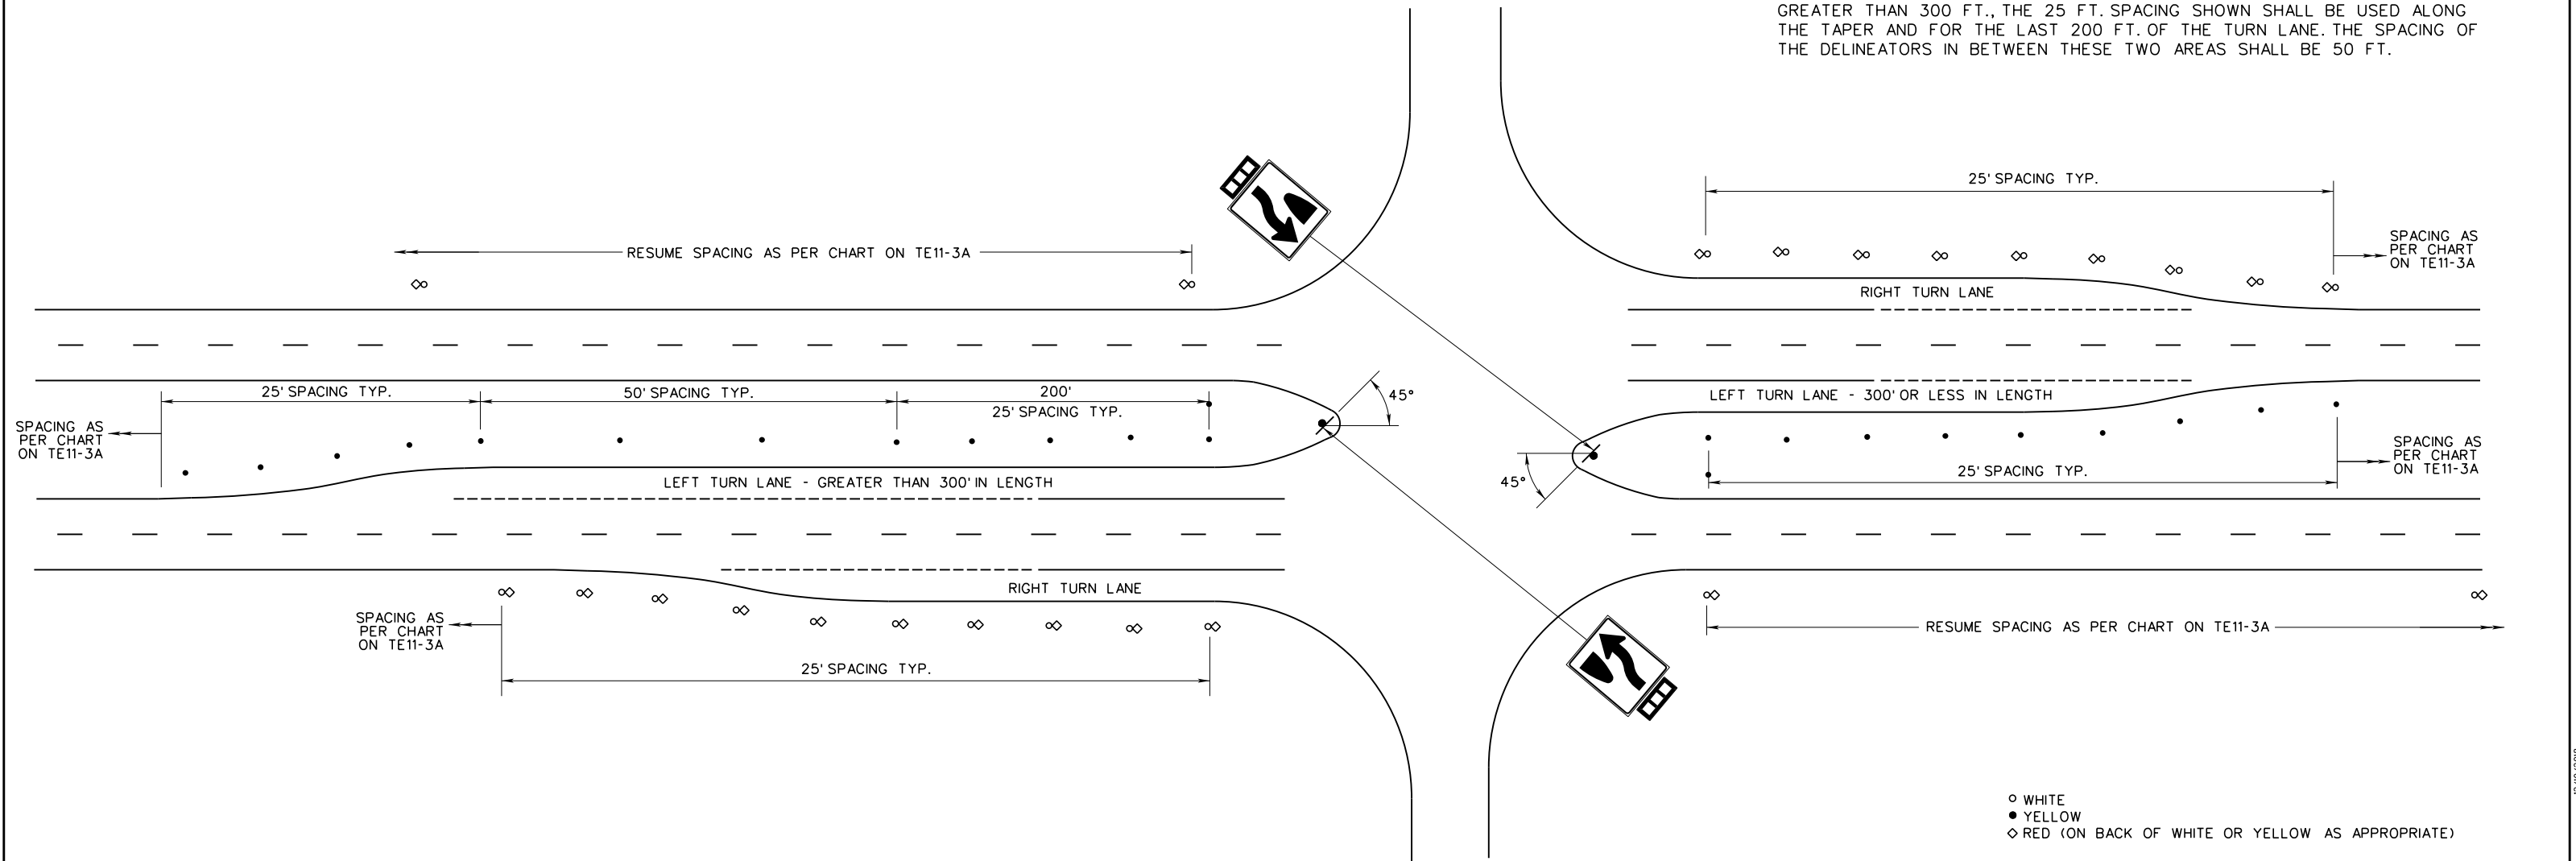 GREATER THAN 300 FT., THE 25 FT. SPACING SHOWN SHALL BE USED ALONG
THE TAPER AND FOR THE LAST 200 FT. OF THE TURN LANE. THE SPACING OF
THE DELINEATORS IN BETWEEN THESE TWO AREAS SHALL BE 50 FT.
25' SPACING TYP.
RESUME SPACING AS PER CHART ON TE11-3A
SPACING AS
PER CHART
ON TE11-3A
RIGHT TURN LANE
25' SPACING TYP.
50' SPACING TYP.
200'
25' SPACING TYP.
45°
LEFT TURN LANE - 300' OR LESS IN LENGTH
SPACING AS
PER CHART
ON TE11-3A
SPACING AS
PER CHART
ON TE11-3A
25' SPACING TYP.
45°
LEFT TURN LANE - GREATER THAN 300' IN LENGTH
RIGHT TURN LANE
SPACING AS
PER CHART
ON TE11-3A
RESUME SPACING AS PER CHART ON TE11-3A
25' SPACING TYP.
WHITE
YELLOW
RED (ON BACK OF WHITE OR YELLOW AS APPROPRIATE)